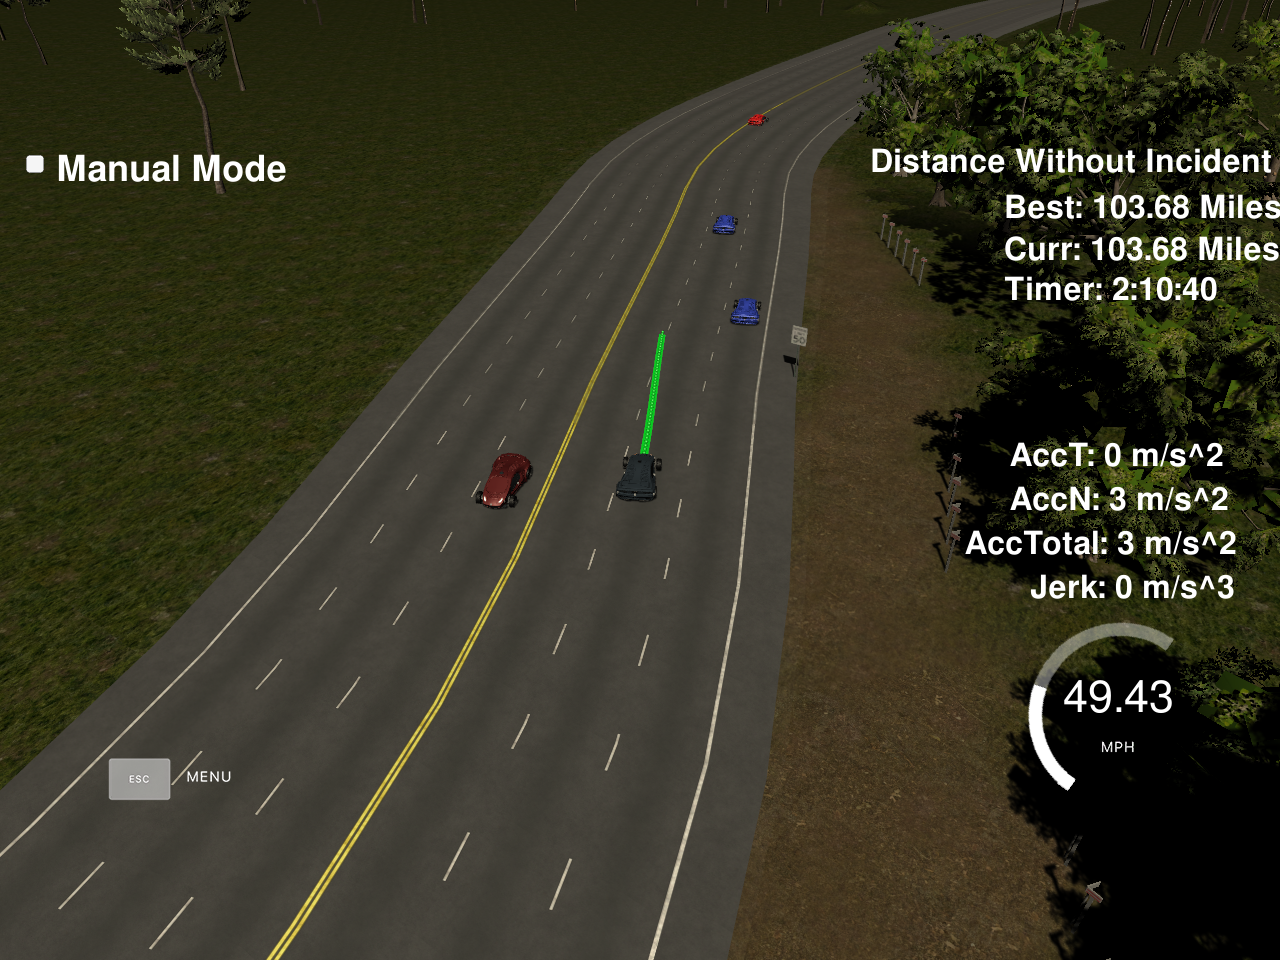 Manual Mode
Distance Without Incident
Best: 103.68 Miles
Curr: 103.68 Miles
Timer: 2:10:40
50
AccT: 0 m/s^2
AccN: 3 m/s^2
AccTotal: 3 m/s^2
Jerk: 0 m/s^3
49.43
MPH
ESC MENU